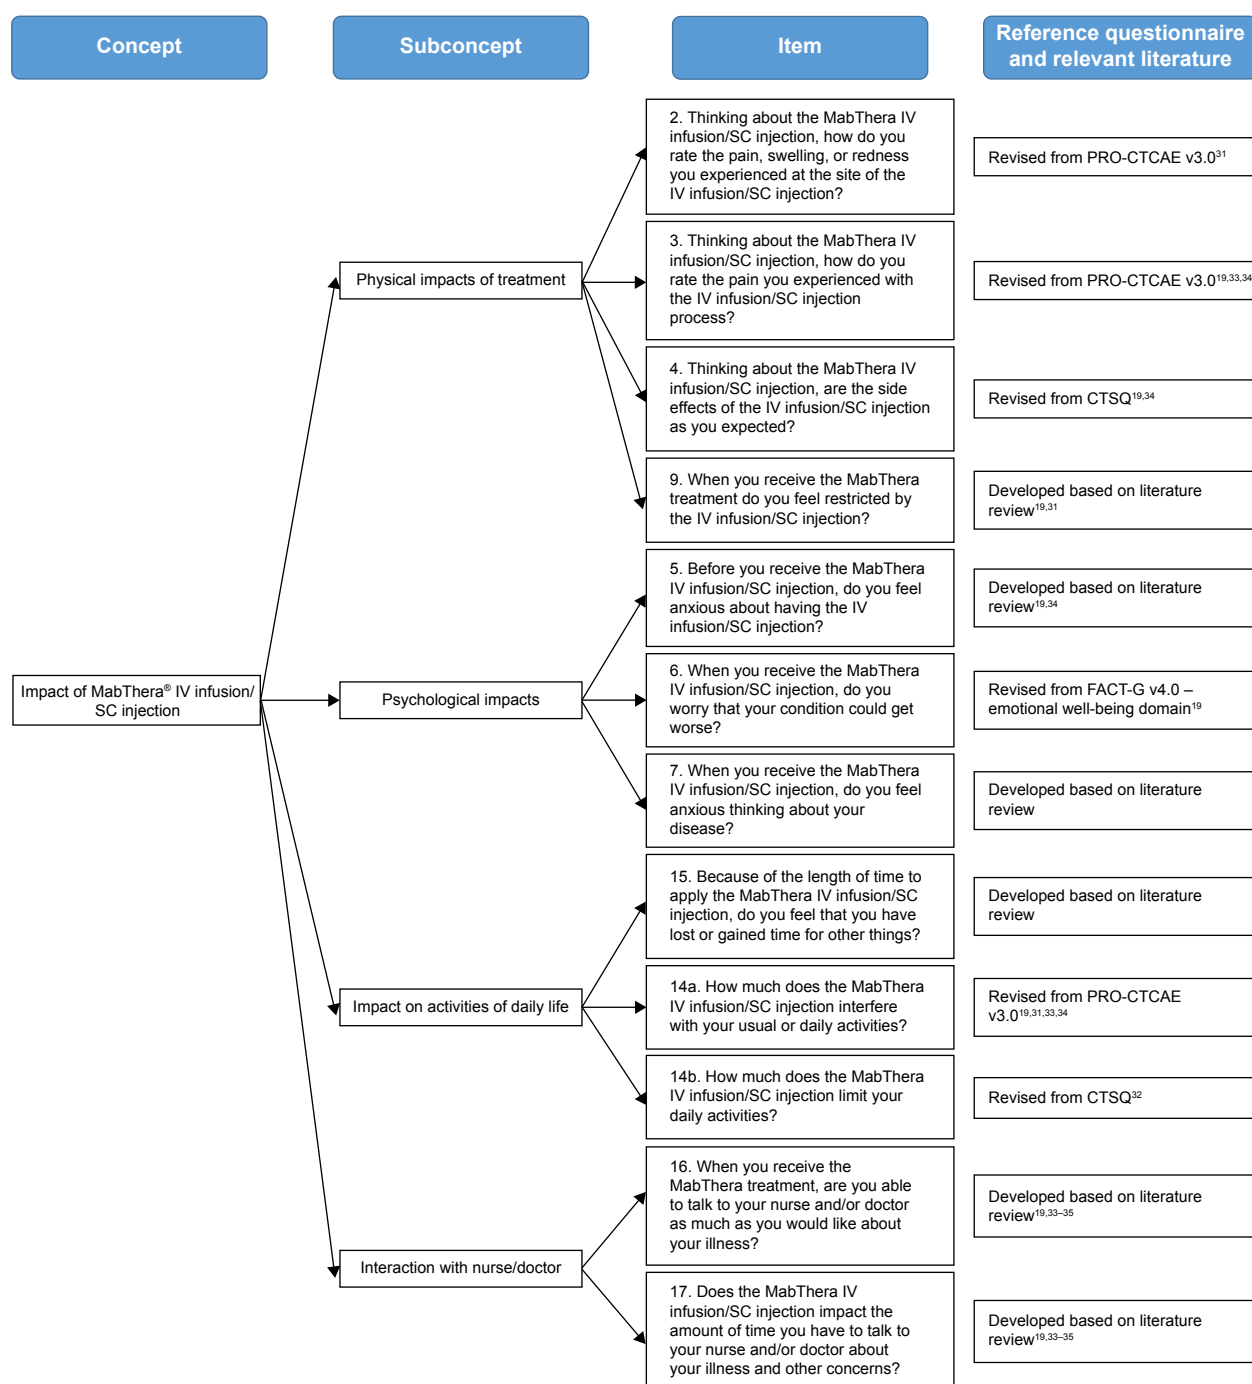 Concept
Subconcept
Item
Reference questionnaire
and relevant literature
Impact of MabThera® IV infusion/
SC injection
Physical impacts of treatment
2. Thinking about the MabThera IV
infusion/SC injection, how do you
rate the pain, swelling, or redness
you experienced at the site of the
IV infusion/SC injection?
Revised from PRO-CTCAE v3.0³¹
3. Thinking about the MabThera IV
infusion/SC injection, how do you
rate the pain you experienced with
the IV infusion/SC injection
process?
Revised from PRO-CTCAE v3.0¹⁹,³³,³⁴
4. Thinking about the MabThera IV
infusion/SC injection, are the side
effects of the IV infusion/SC injection
as you expected?
Revised from CTSQ¹⁹,³⁴
9. When you receive the MabThera
treatment do you feel restricted by
the IV infusion/SC injection?
Developed based on literature
review¹⁹,³¹
Psychological impacts
5. Before you receive the MabThera
IV infusion/SC injection, do you feel
anxious about having the IV
infusion/SC injection?
Developed based on literature
review¹⁹,³⁴
6. When you receive the MabThera
IV infusion/SC injection, do you
worry that your condition could get
worse?
Revised from FACT-G v4.0 –
emotional well-being domain¹⁹
7. When you receive the MabThera
IV infusion/SC injection, do you feel
anxious thinking about your
disease?
Developed based on literature
review
Impact on activities of daily life
15. Because of the length of time to
apply the MabThera IV infusion/SC
injection, do you feel that you have
lost or gained time for other things?
Developed based on literature
review
14a. How much does the MabThera
IV infusion/SC injection interfere
with your usual or daily activities?
Revised from PRO-CTCAE
v3.0¹⁹,³¹,³³,³⁴
14b. How much does the MabThera
IV infusion/SC injection limit your
daily activities?
Revised from CTSQ³²
Interaction with nurse/doctor
16. When you receive the
MabThera treatment, are you able
to talk to your nurse and/or doctor
as much as you would like about
your illness?
Developed based on literature
review¹⁹,³³–³⁵
17. Does the MabThera IV
infusion/SC injection impact the
amount of time you have to talk to
your nurse and/or doctor about
your illness and other concerns?
Developed based on literature
review¹⁹,³³–³⁵